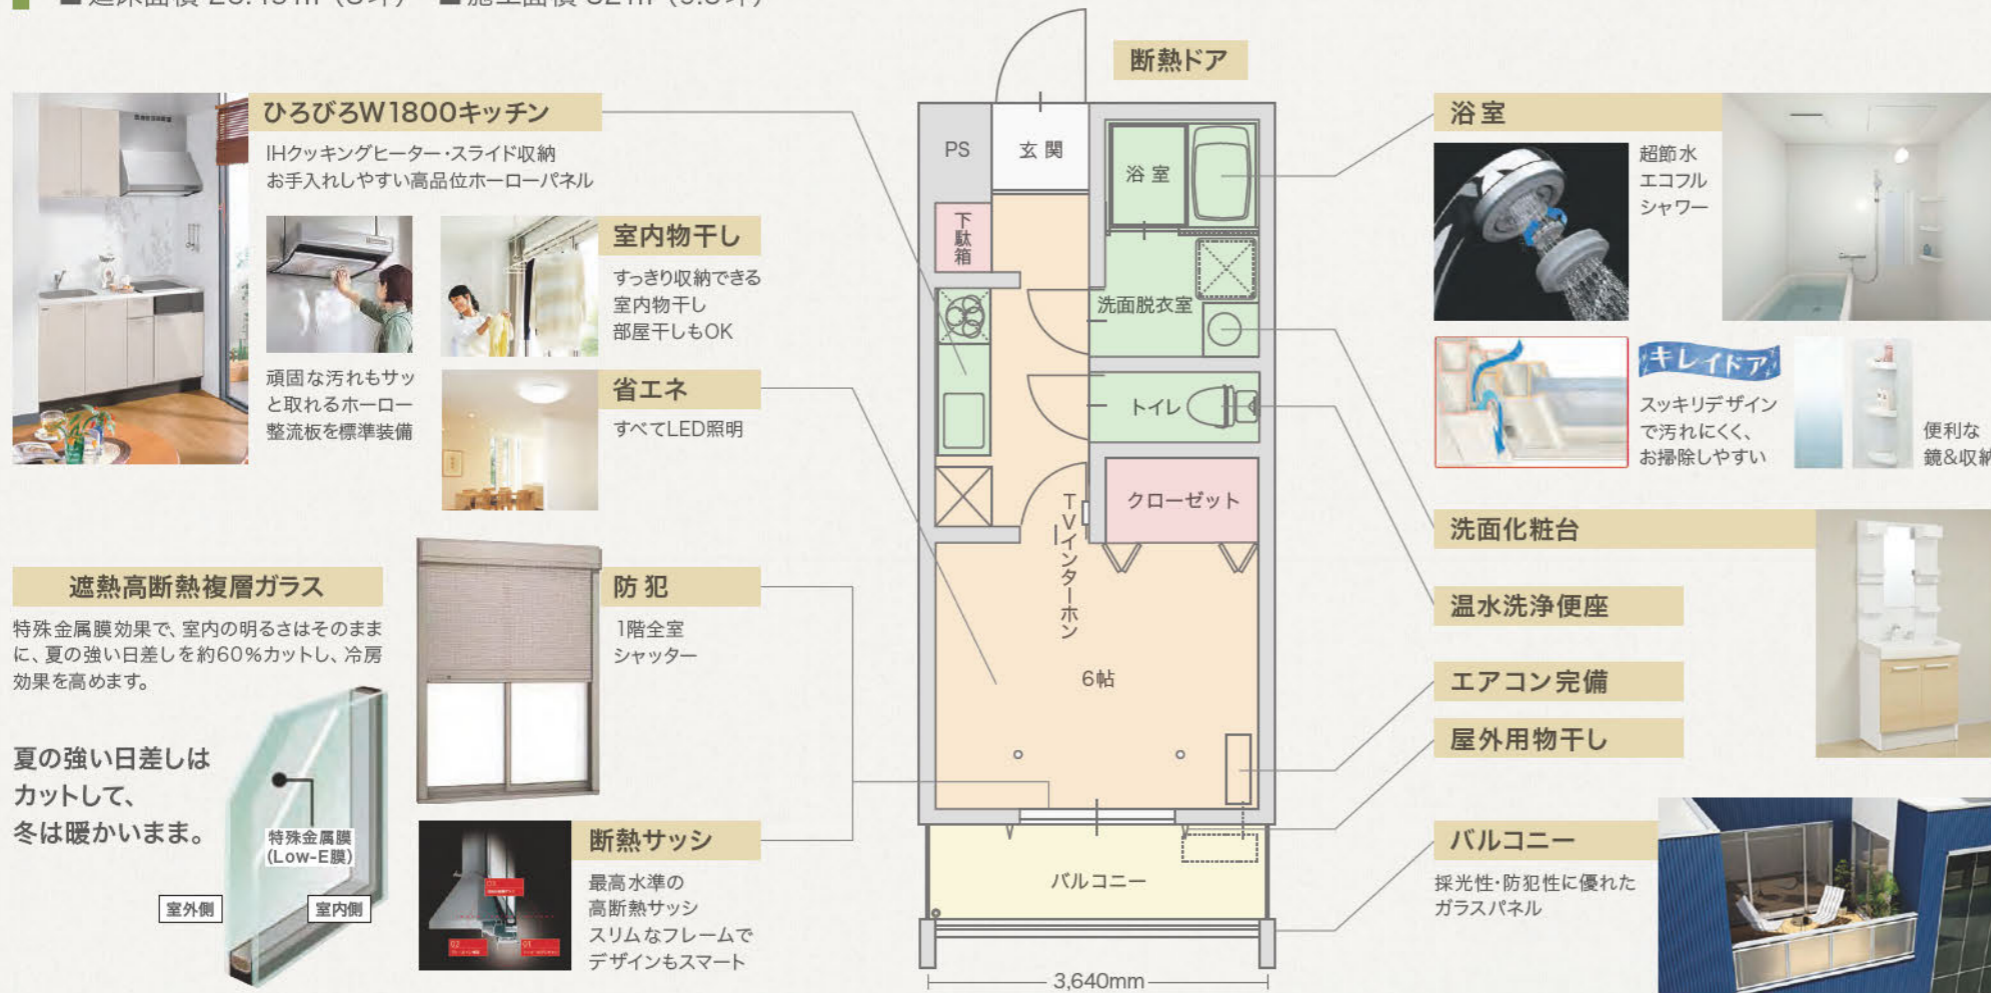 ひろびろW1800キッチン
IHクッキングヒーター・スライド収納
お手入れしやすい高品位ホーローパネル
頑固な汚れもサッ
と取れるホーロー
整流板を標準装備
室内物干し
すっきり収納できる
室内物干し
部屋干しもOK
省エネ
すべてLED照明
遮熱高断熱複層ガラス
特殊金属膜効果で、室内の明るさはそのまま
に、夏の強い日差しを約60%カットし、冷房
効果を高めます。
夏の強い日差しは
カットして、
冬は暖かいまま。
特殊金属膜
(Low-E膜)
室外側
室内側
防犯
1階全室
シャッター
断熱サッシ
最高水準の
高断熱サッシ
スリムなフレームで
デザインもスマート
03
02
01
断熱ドア
PS
玄関
浴室
下駄箱
洗面脱衣室
トイレ
クローゼット
TVインターホン
6帖
バルコニー
3,640mm
浴室
超節水
エコフル
シャワー
キレイドア
スッキリデザイン
で汚れにくく、
お掃除しやすい
便利な
鏡&収納
洗面化粧台
温水洗浄便座
エアコン完備
屋外用物干し
バルコニー
採光性・防犯性に優れた
ガラスパネル